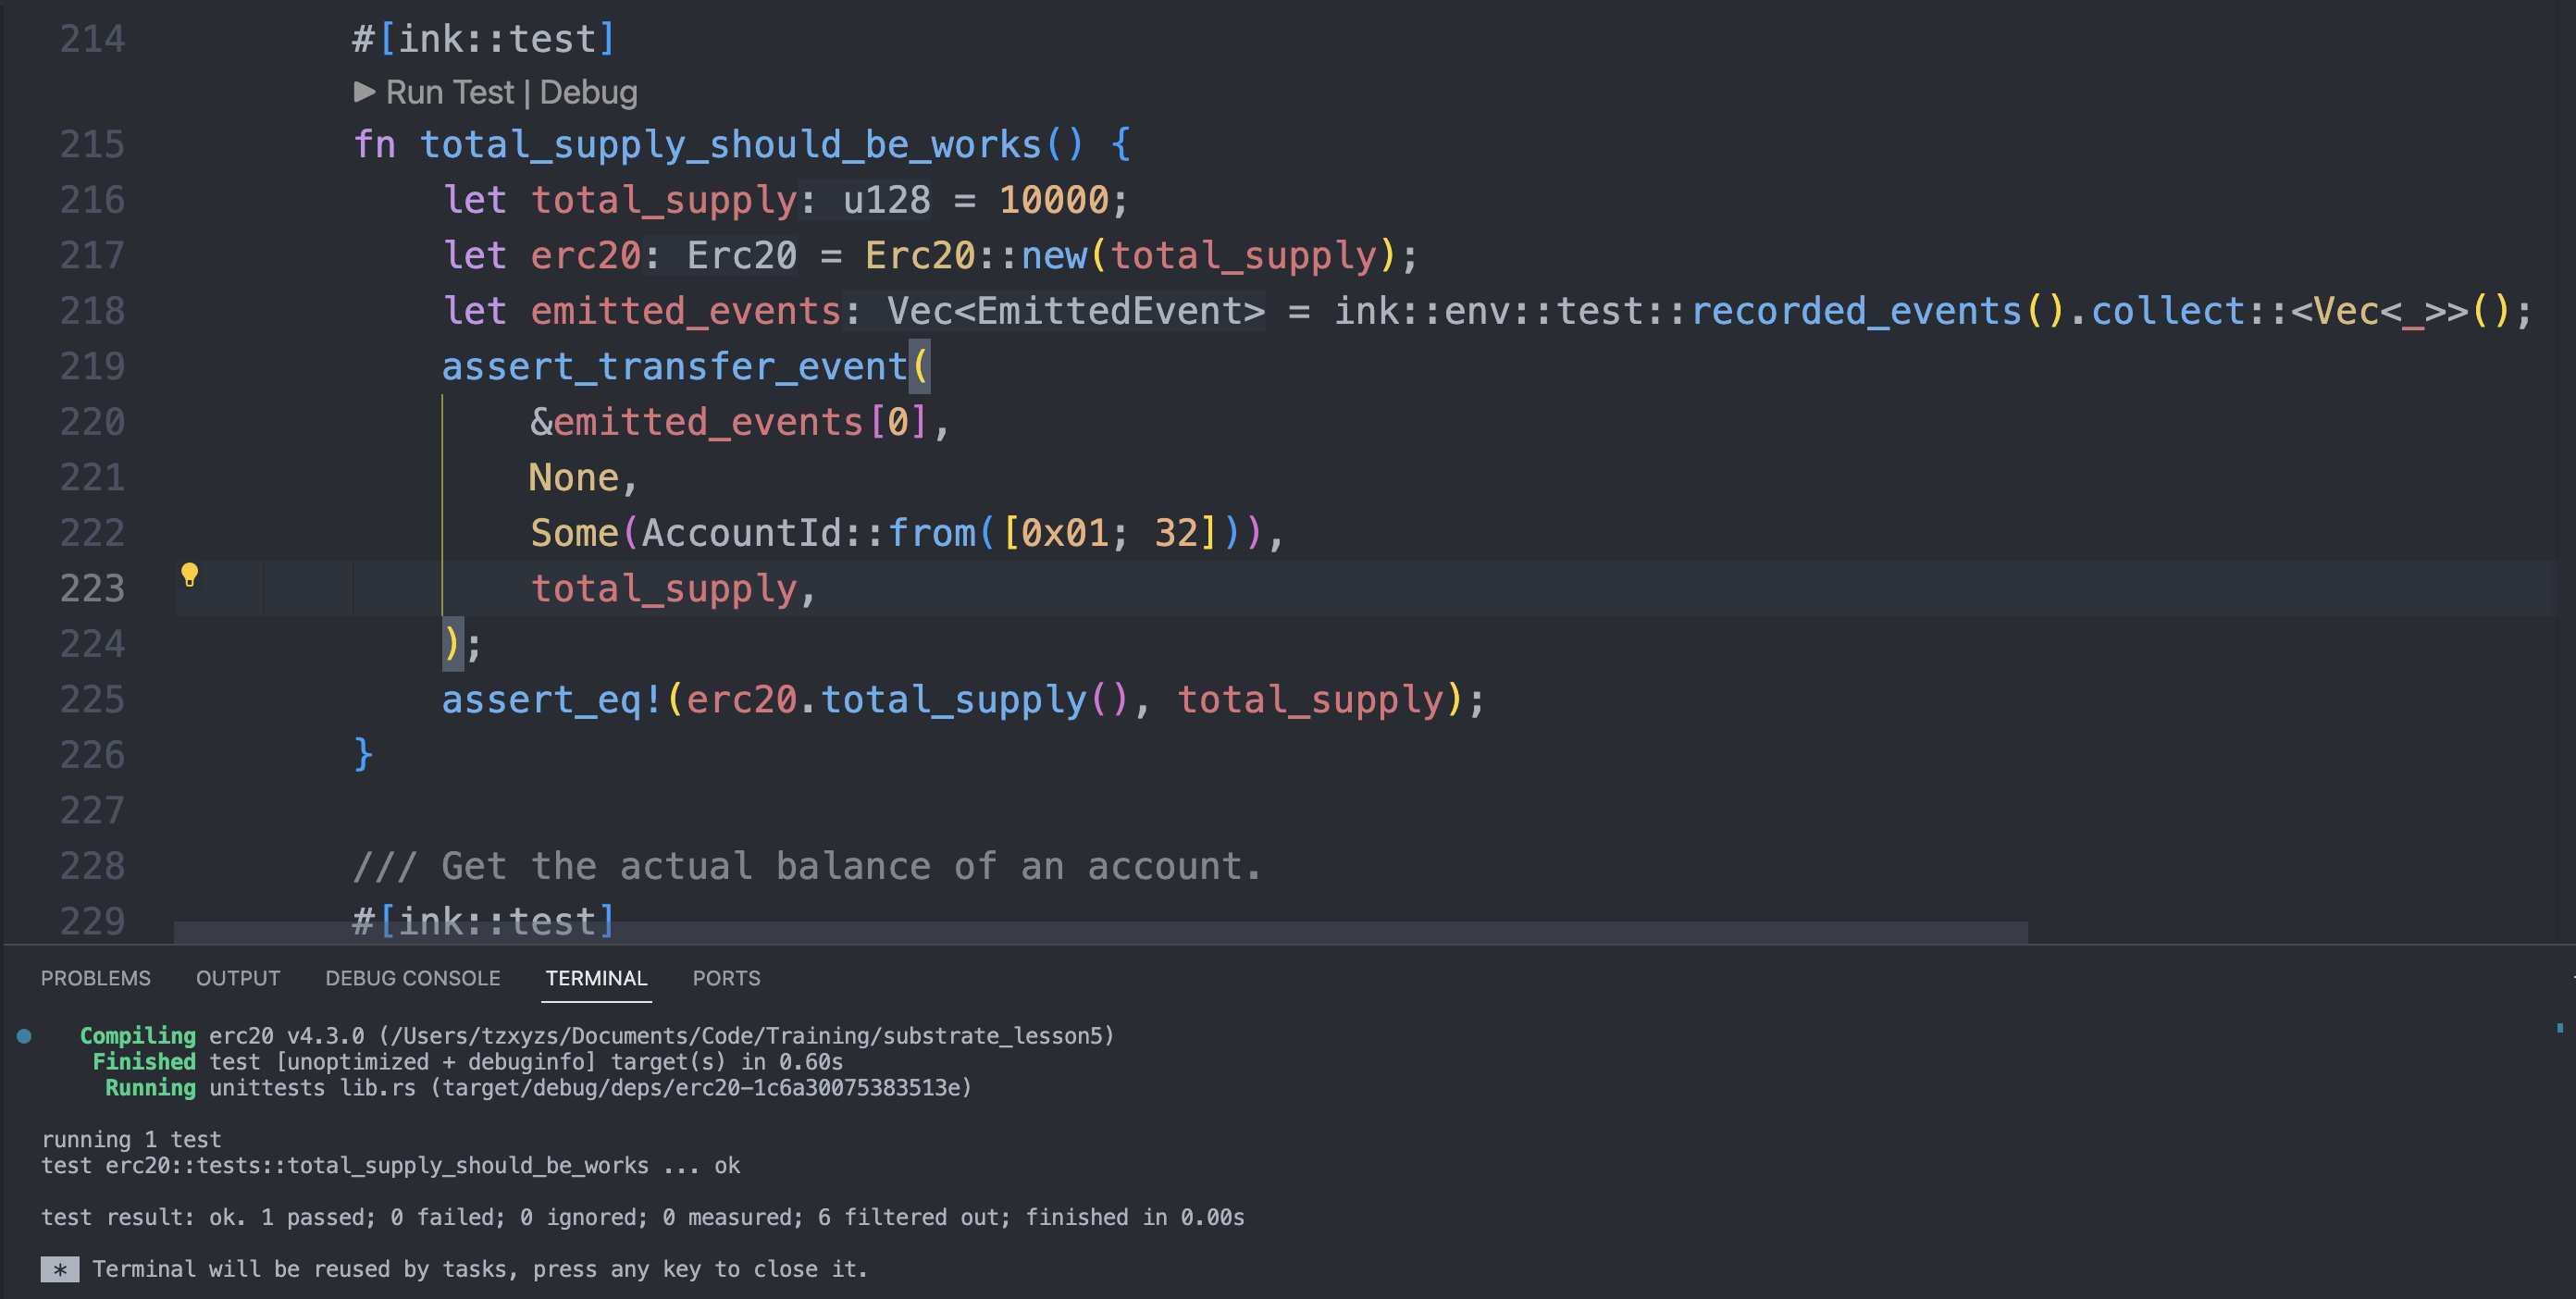 214 #[ink::test]
▶ Run Test | Debug
215 fn total_supply_should_be_works() {
216 let total_supply: u128 = 10000;
217 let erc20: Erc20 = Erc20::new(total_supply);
218 let emitted_events: Vec<EmittedEvent> = ink::env::test::recorded_events().collect::<Vec<_>>();
219 assert_transfer_event(
220 &emitted_events[0],
221 None,
222 Some(AccountId::from([0x01; 32])),
223 total_supply,
224 );
225 assert_eq!(erc20.total_supply(), total_supply);
226 }
227
228 /// Get the actual balance of an account.
229 #[ink::test]
PROBLEMS OUTPUT DEBUG CONSOLE TERMINAL PORTS
Compiling erc20 v4.3.0 (/Users/tzxyzs/Documents/Code/Training/substrate_lesson5)
Finished test [unoptimized + debuginfo] target(s) in 0.60s
Running unittests lib.rs (target/debug/deps/erc20-1c6a30075383513e)
running 1 test
test erc20::tests::total_supply_should_be_works ... ok
test result: ok. 1 passed; 0 failed; 0 ignored; 0 measured; 6 filtered out; finished in 0.00s
* Terminal will be reused by tasks, press any key to close it.